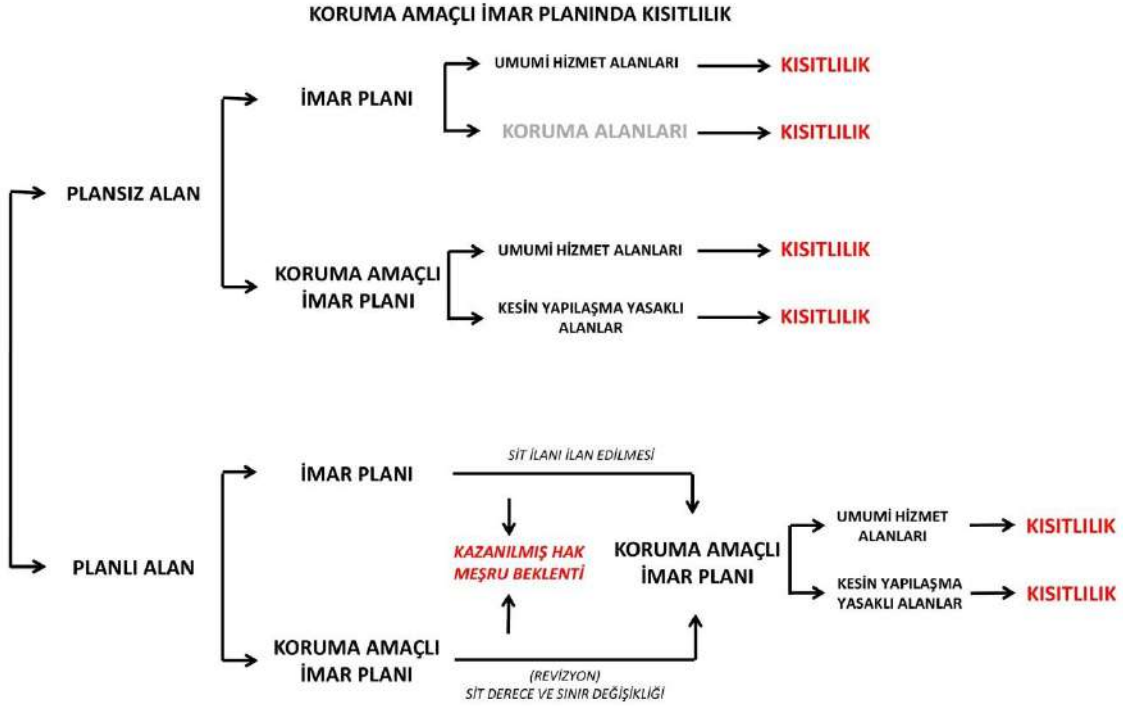 KORUMA AMAÇLI İMAR PLANINDA KISITLILIK
UMUMİ HİZMET ALANLARI
KISITLILIK
İMAR PLANI
KORUMA ALANLARI
KISITLILIK
PLANSIZ ALAN
UMUMİ HİZMET ALANLARI
KISITLILIK
KORUMA AMAÇLI
İMAR PLANI
KESİN YAPILAŞMA YASAKLI
ALANLAR
KISITLILIK
SİT İLANI İLAN EDİLMESİ
İMAR PLANI
UMUMİ HİZMET
ALANLARI
KISITLILIK
PLANLI ALAN
KAZANILMIŞ HAK
MEŞRU BEKLENTİ
KORUMA AMAÇLI
İMAR PLANI
KESİN YAPILAŞMA
YASAKLI ALANLAR
KISITLILIK
KORUMA AMAÇLI
İMAR PLANI
(REVİZYON)
SİT DERECE VE SINIR DEĞİŞİKLİĞİ